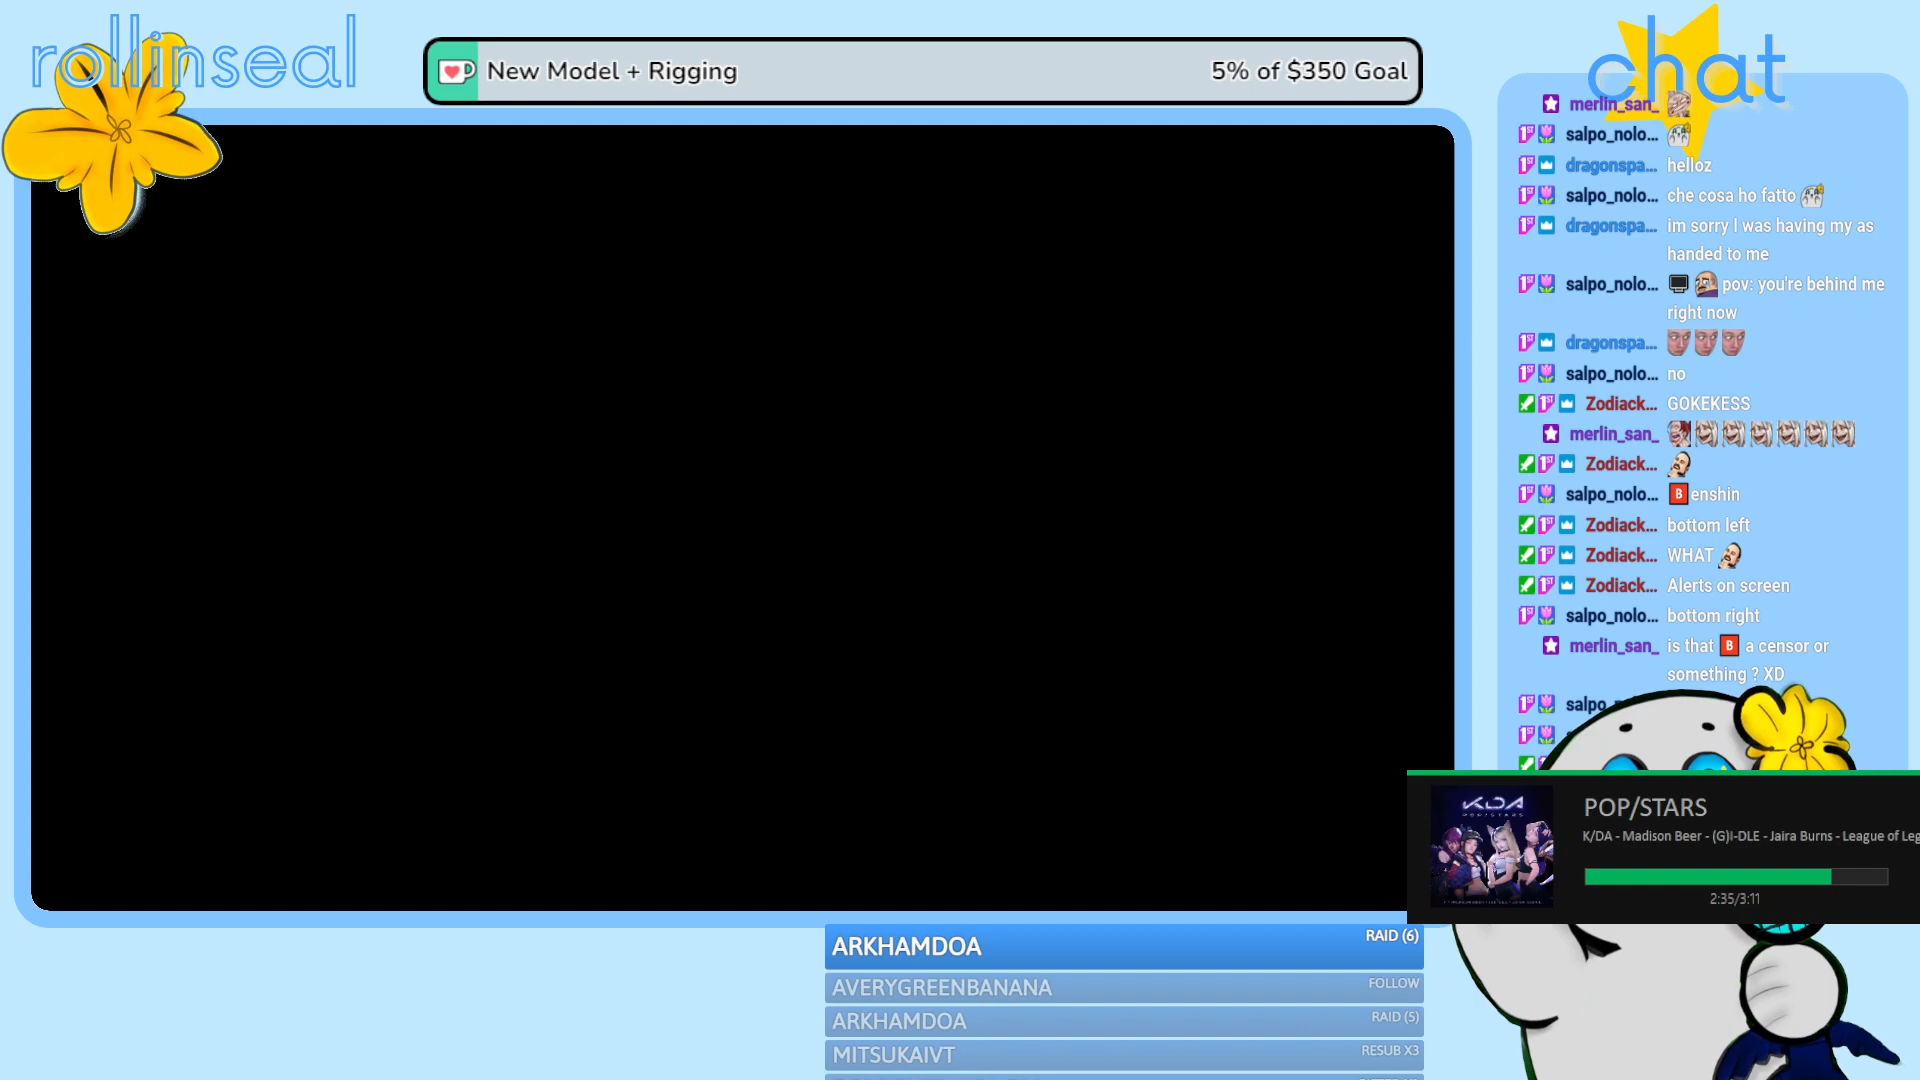 rollinseal
New Model + Rigging
5% of $350 Goal
chat
merlin_san_
salpo_nolo...
dragonspa... helloz
salpo_nolo... che cosa ho fatto
dragonspa... im sorry I was having my as
handed to me
salpo_nolo... pov: you're behind me
right now
dragonspa...
salpo_nolo... no
Zodiack... GOKEKESS
merlin_san_
Zodiack...
salpo_nolo... B enshin
Zodiack... bottom left
Zodiack... WHAT
Zodiack... Alerts on screen
salpo_nolo... bottom right
merlin_san_ is that B a censor or
something ? XD
salpo
KDA
POP/STARS
POP/STARS
K/DA - Madison Beer - (G)I-DLE - Jaira Burns - League of Leg
2:35/3:11
ARKHAMDOA RAID (6)
AVERYGREENBANANA FOLLOW
ARKHAMDOA RAID (5)
MITSUKAIVT RESUB X3